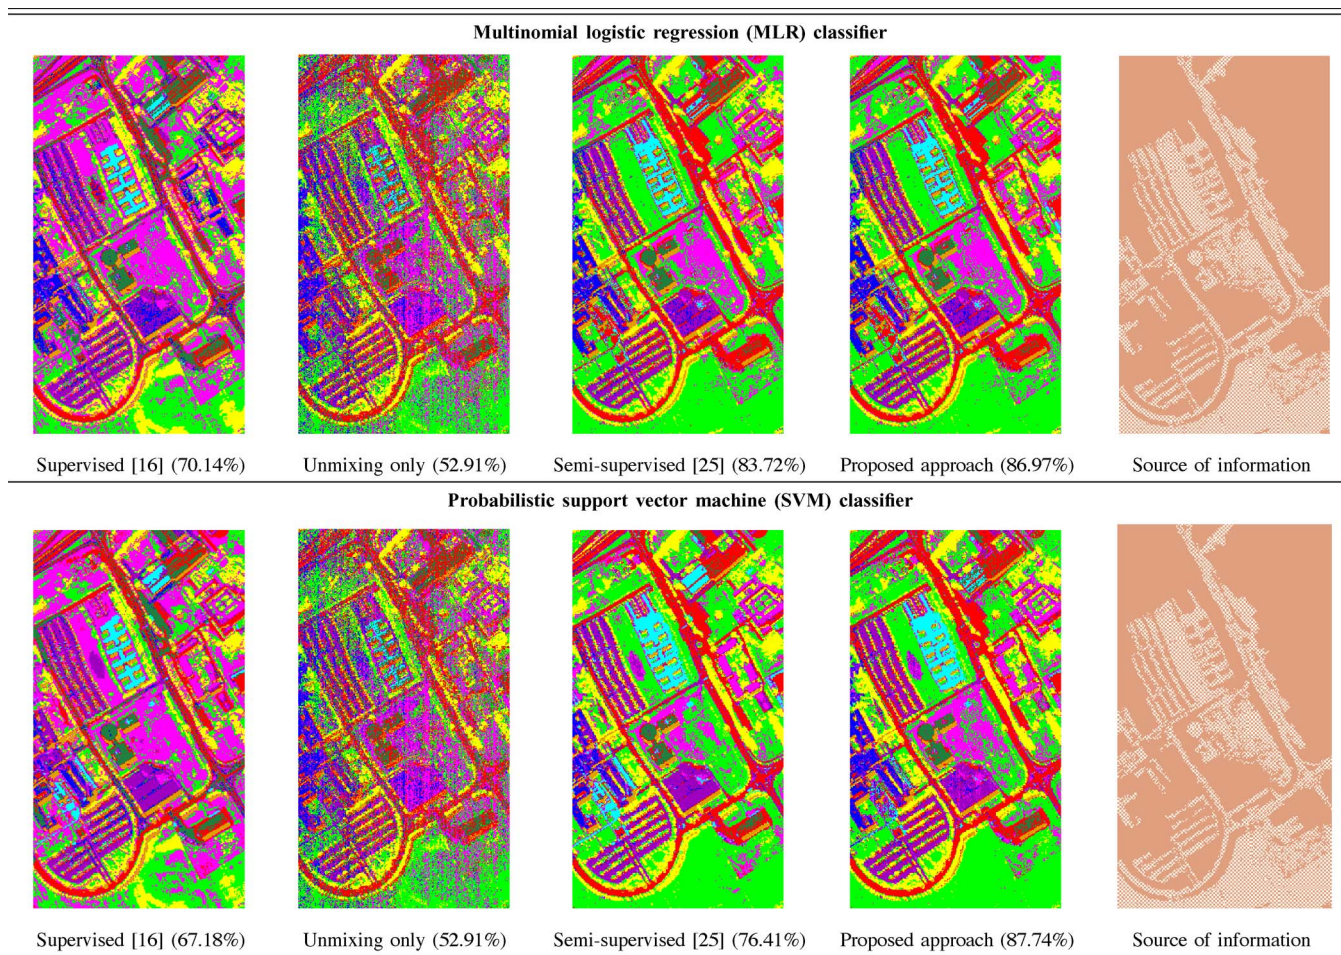 Multinomial logistic regression (MLR) classifier
Supervised [16] (70.14%) Unmixing only (52.91%) Semi-supervised [25] (83.72%) Proposed approach (86.97%) Source of information
Probabilistic support vector machine (SVM) classifier
Supervised [16] (67.18%) Unmixing only (52.91%) Semi-supervised [25] (76.41%) Proposed approach (87.74%) Source of information